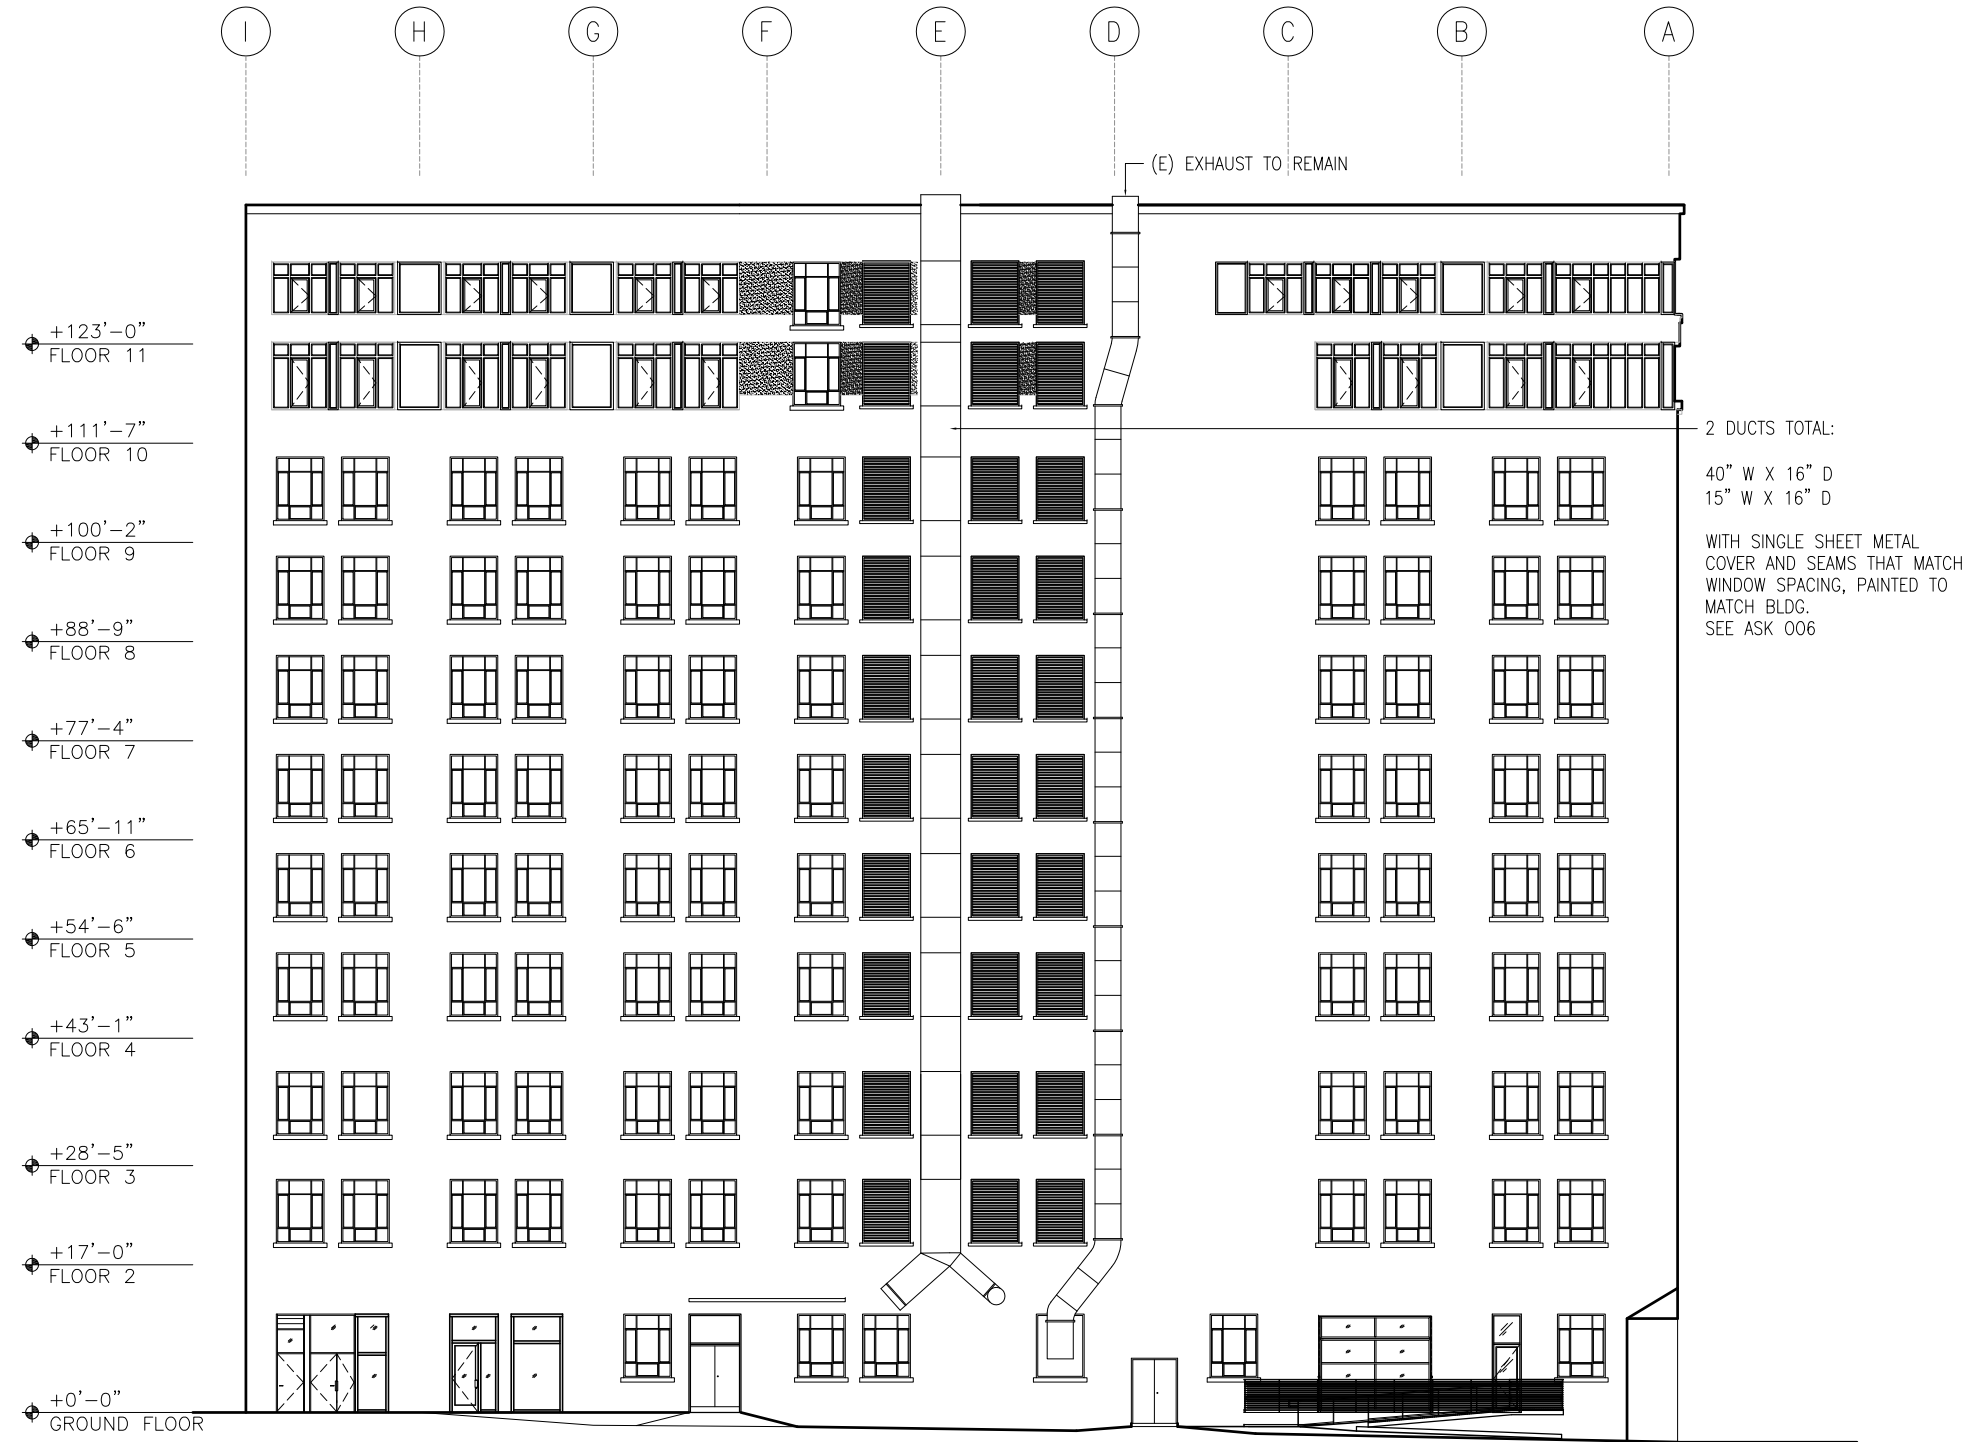 I H G F E D C B A
(E) EXHAUST TO REMAIN
+123'-0"
FLOOR 11
+111'-7"
FLOOR 10
2 DUCTS TOTAL:
40" W X 16" D
15" W X 16" D
WITH SINGLE SHEET METAL
COVER AND SEAMS THAT MATCH
WINDOW SPACING, PAINTED TO
MATCH BLDG.
SEE ASK 006
+100'-2"
FLOOR 9
+88'-9"
FLOOR 8
+77'-4"
FLOOR 7
+65'-11"
FLOOR 6
+54'-6"
FLOOR 5
+43'-1"
FLOOR 4
+28'-5"
FLOOR 3
+17'-0"
FLOOR 2
+0'-0"
GROUND FLOOR